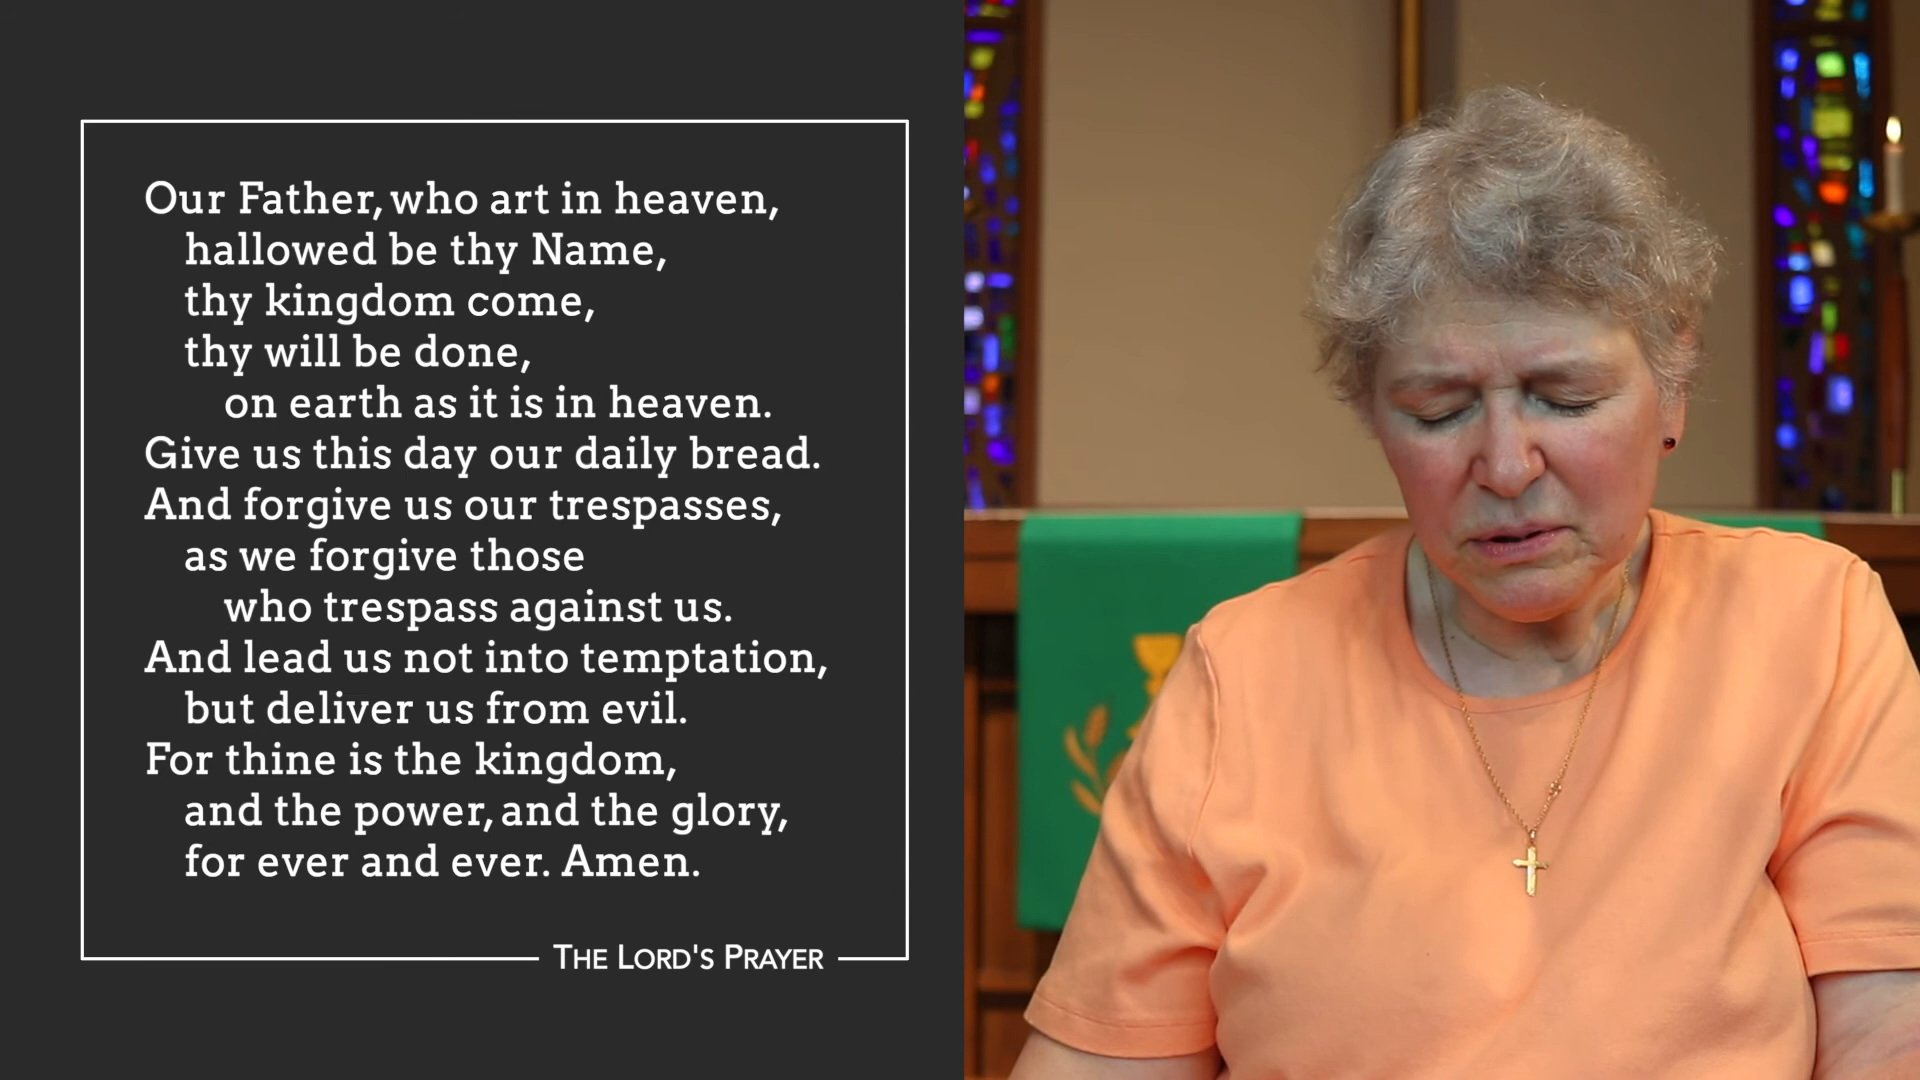 Our Father, who art in heaven,
hallowed be thy Name,
thy kingdom come,
thy will be done,
on earth as it is in heaven.
Give us this day our daily bread.
And forgive us our trespasses,
as we forgive those
who trespass against us.
And lead us not into temptation,
but deliver us from evil.
For thine is the kingdom,
and the power, and the glory,
for ever and ever. Amen.
THE LORD'S PRAYER